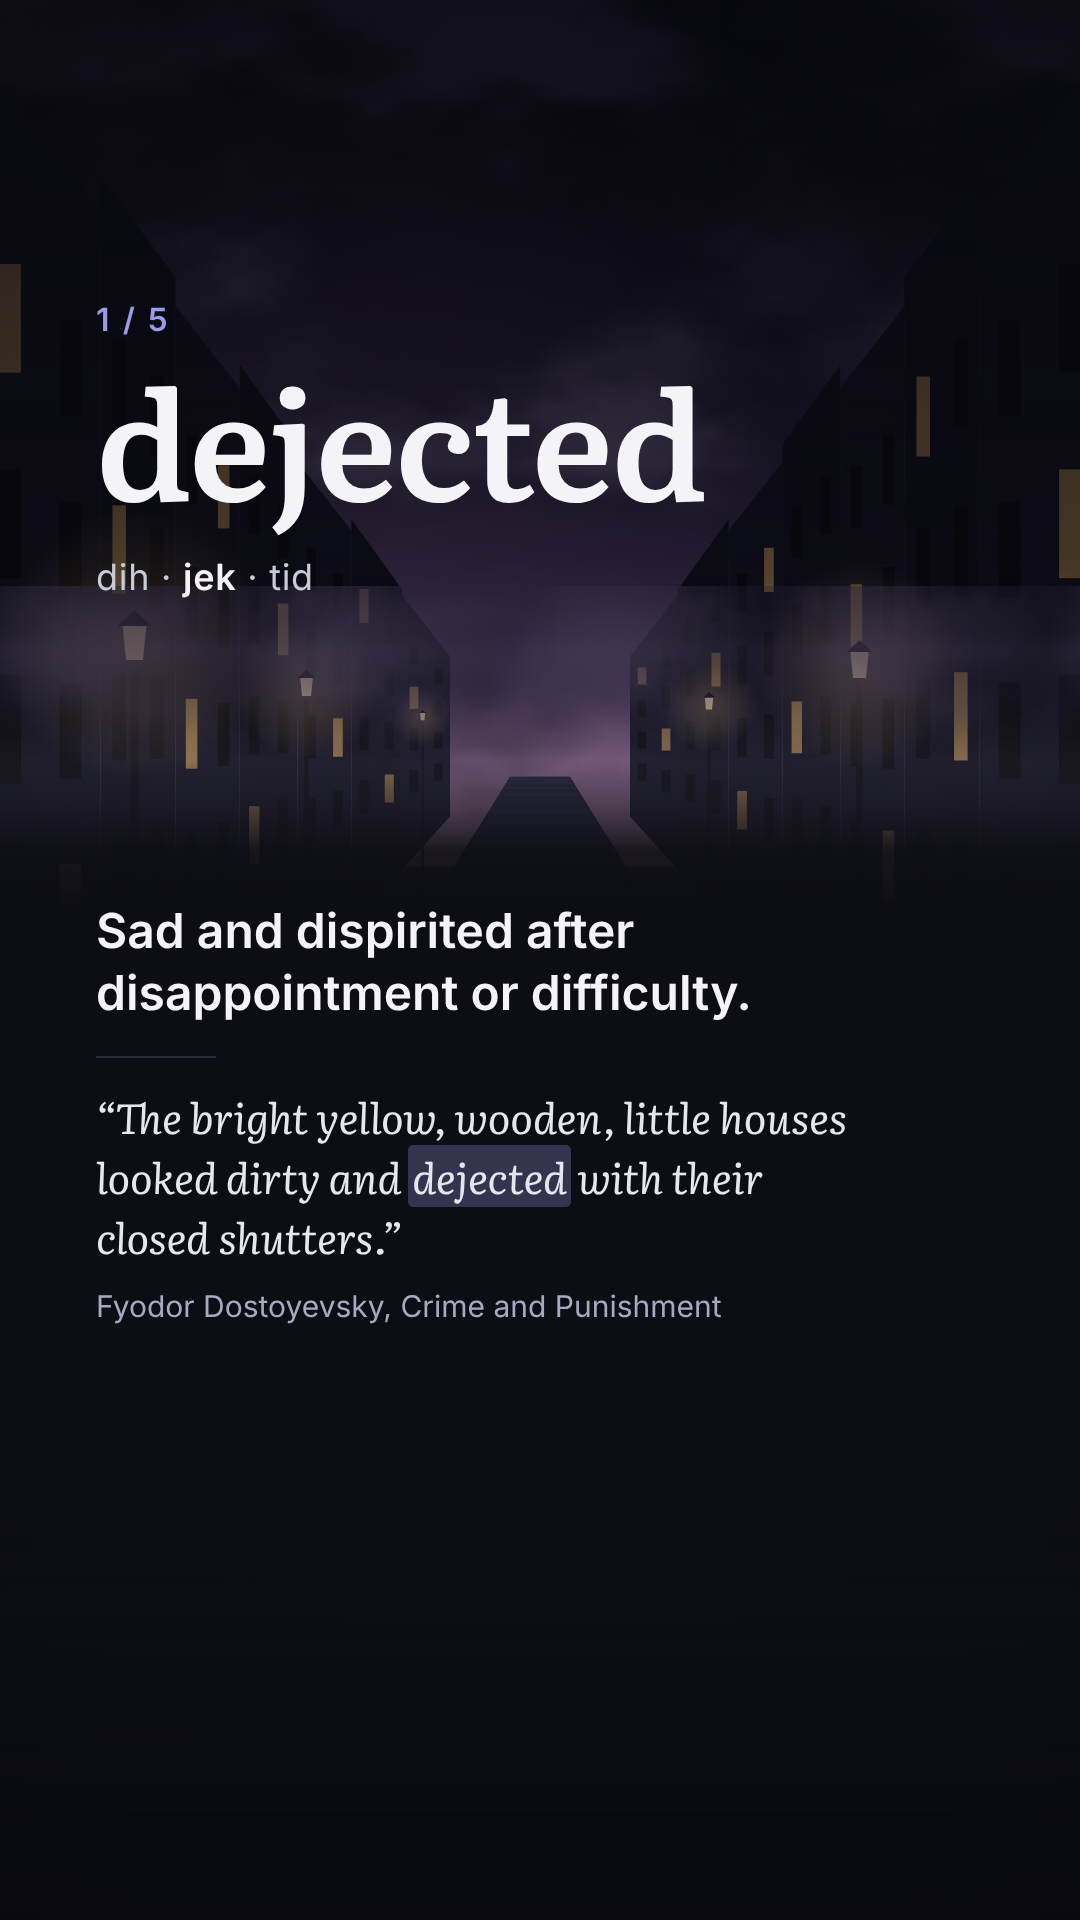 1 / 5
dejected
dih · jek · tid
Sad and dispirited after
disappointment or difficulty.
“The bright yellow, wooden, little houses
looked dirty and dejected with their
closed shutters.”
Fyodor Dostoyevsky, Crime and Punishment